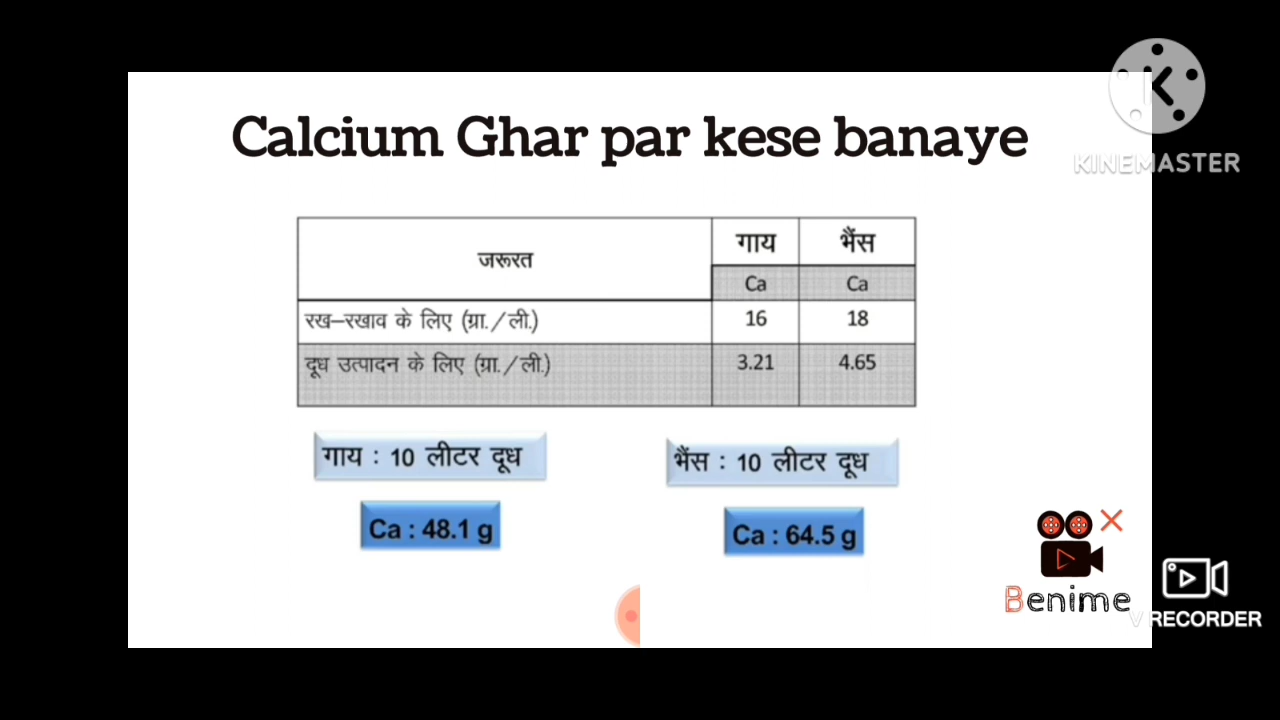 Calcium Ghar par kese banaye
KINEMASTER
जरूरत
गाय
भैंस
Ca
Ca
रख–रखाव के लिए (ग्रा./ली.)
16
18
दूध उत्पादन के लिए (ग्रा./ली.)
3.21
4.65
गाय : 10 लीटर दूध
भैंस : 10 लीटर दूध
Ca : 48.1 g
Ca : 64.5 g
Benime
V RECORDER